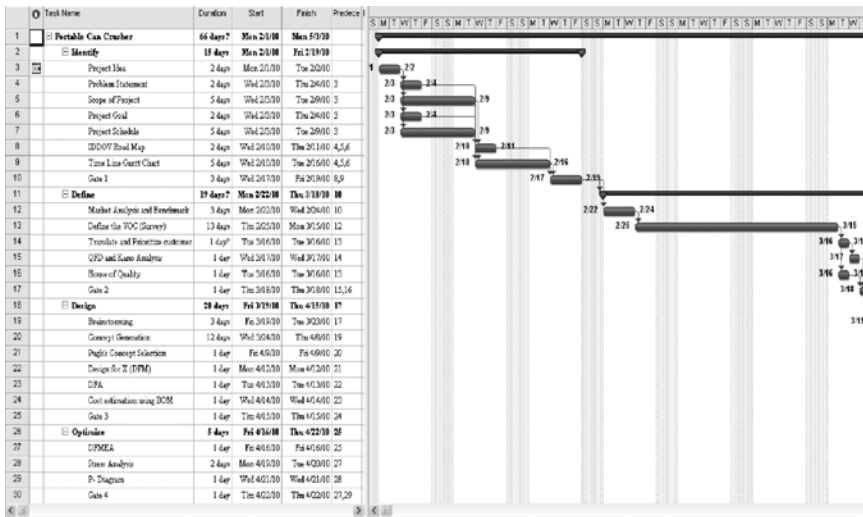 Task Name Duration Start Finish Predece
S M T W T F S S M T W T F S S M T W T F S S M T W T F S S M T W T F S S M T W T F S S M T W
1 Portable Can Crusher 66 days? Mon 2/1/10 Mon 5/3/10
2 Identify 15 days Mon 2/1/10 Fri 2/19/10
3 Project Idea 2 days Mon 2/1/10 Tue 2/2/10 2/2
4 Problem Statement 2 days Wed 2/3/10 Thu 2/4/10 3 2/3 2/4
5 Scope of Project 5 days Wed 2/3/10 Tue 2/9/10 3 2/3 2/9
6 Project Goal 2 days Wed 2/3/10 Thu 2/4/10 3 2/3 2/4
7 Project Schedule 5 days Wed 2/3/10 Tue 2/9/10 3 2/3 2/9
8 IDDOV Road Map 2 days Wed 2/10/10 Thu 2/11/10 4,5,6 2/10 2/11
9 Time Line Gantt Chart 5 days Wed 2/10/10 Tue 2/16/10 4,5,6 2/10 2/16
10 Gate 1 3 days Wed 2/17/10 Fri 2/19/10 8,9 2/17 2/19
11 Define 19 days? Mon 2/22/10 Thu 3/18/10 10
12 Market Analysis and Benchmark 3 days Mon 2/22/10 Wed 2/24/10 10 2/22 2/24
13 Define the VOC (Survey) 13 days Thu 2/25/10 Mon 3/15/10 12 2/25 3/15
14 Translate and Prioritize customer 1 day? Tue 3/16/10 Tue 3/16/10 13 3/16
15 QFD and Kano Analysis 1 day Wed 3/17/10 Wed 3/17/10 14 3/17
16 House of Quality 1 day Tue 3/16/10 Tue 3/16/10 13 3/16
17 Gate 2 1 day Thu 3/18/10 Thu 3/18/10 15,16 3/18
18 Design 20 days Fri 3/19/10 Thu 4/15/10 17
19 Brainstorming 3 days Fri 3/19/10 Tue 3/23/10 17
20 Concept Generation 12 days Wed 3/24/10 Thu 4/8/10 19
21 Pugh's Concept Selection 1 day Fri 4/9/10 Fri 4/9/10 20
22 Design for X (DFM) 1 day Mon 4/12/10 Mon 4/12/10 21
23 DFA 1 day Tue 4/13/10 Tue 4/13/10 22
24 Cost estimation using BOM 1 day Wed 4/14/10 Wed 4/14/10 23
25 Gate 3 1 day Thu 4/15/10 Thu 4/15/10 24
26 Optimize 5 days Fri 4/16/10 Thu 4/22/10 25
27 DFMEA 1 day Fri 4/16/10 Fri 4/16/10 25
28 Stress Analysis 2 days Mon 4/19/10 Tue 4/20/10 27
29 P- Diagram 1 day Wed 4/21/10 Wed 4/21/10 28
30 Gate 4 1 day Thu 4/22/10 Thu 4/22/10 27,29